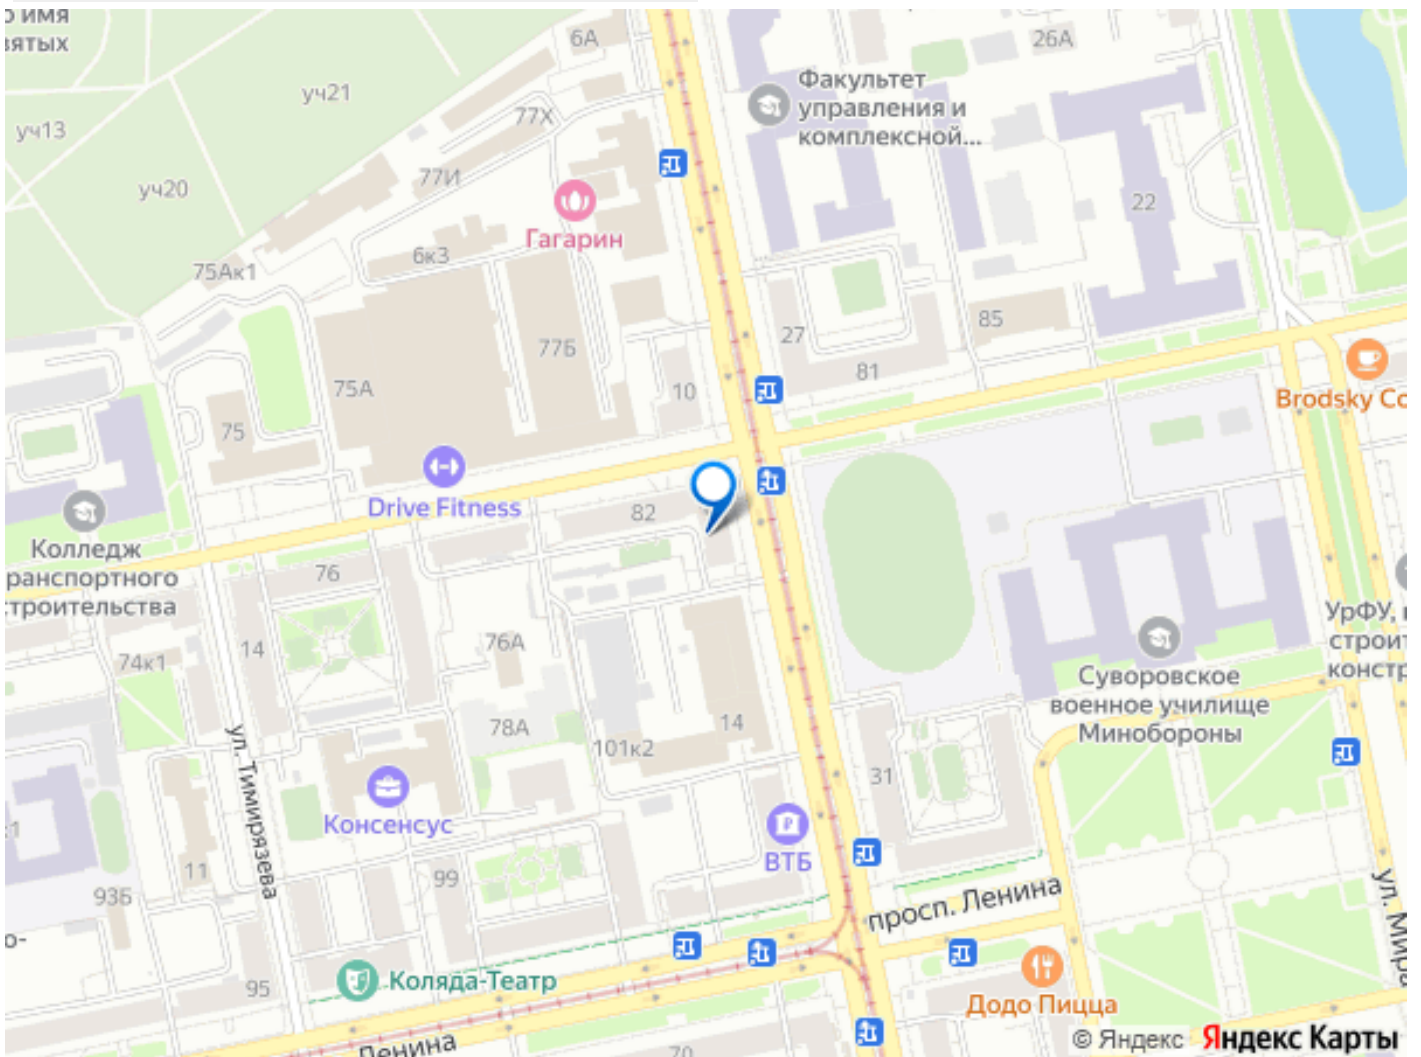 о имя
вятых
уч21
уч13
уч20
6А
77Х
77И
26А
Факультет
управления и
комплексной...
22
Гагарин
6к3
75Ак1
77Б
75А
75
10
27
81
85
Brodsky Co
Drive Fitness
82
Колледж
транспортного
строительства
76
14
74к1
76А
78А
101к2
14
ул. Тимирязева
Консенсус
11
93Б
99
95
ВТБ
31
Суворовское
военное училище
Минобороны
УрФУ,
строит
констр
просп. Ленина
ул. Мира
Коляда-Театр
Додо Пицца
Ленина
70
© Яндекс Яндекс Карты